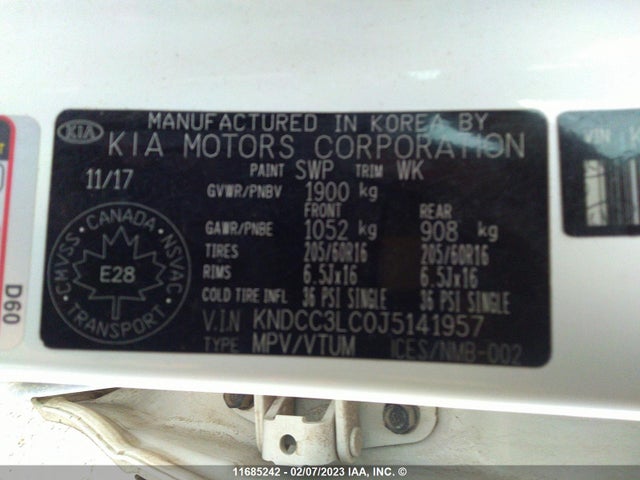 KIA
MANUFACTURED IN KOREA BY
KIA MOTORS CORPORATION
11/17
PAINT SWP TRIM WK
GVWR/PNBV 1900 kg
FRONT REAR
GAWR/PNBE 1052 kg 908 kg
TIRES 205/60R16 205/60R16
RIMS 6.5Jx16 6.5Jx16
COLD TIRE INFL 36 PSI SINGLE 36 PSI SINGLE
V.I.N KNDCC3LC0J5141957
TYPE MPV/VTUM ICES/NMB-002
CANADA
CMVSS NSVAC
E28
TRANSPORT
D60
VIN
11685242 - 02/07/2023 IAA, INC. ©